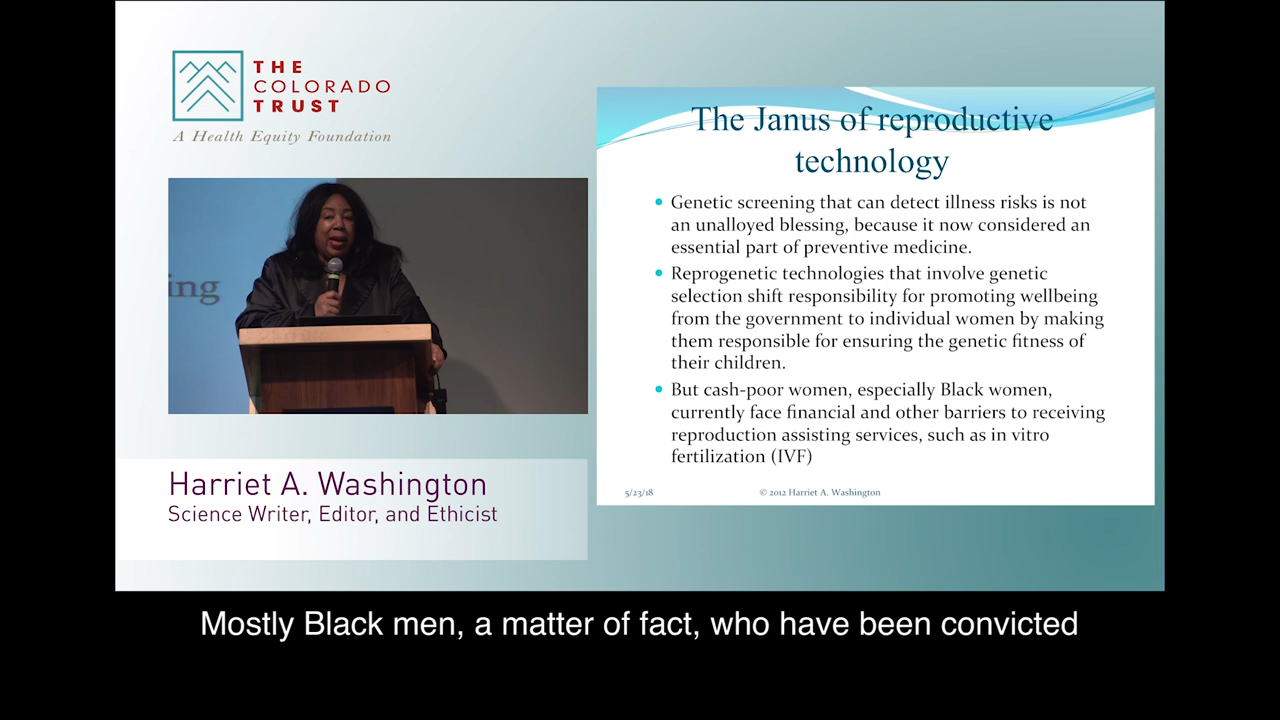 THE
COLORADO
TRUST
A Health Equity Foundation
ing
Harriet A. Washington
Science Writer, Editor, and Ethicist
The Janus of reproductive
technology
• Genetic screening that can detect illness risks is not
an unalloyed blessing, because it now considered an
essential part of preventive medicine.
• Reprogenetic technologies that involve genetic
selection shift responsibility for promoting wellbeing
from the government to individual women by making
them responsible for ensuring the genetic fitness of
their children.
• But cash-poor women, especially Black women,
currently face financial and other barriers to receiving
reproduction assisting services, such as in vitro
fertilization (IVF)
5/23/18
© 2012 Harriet A. Washington
Mostly Black men, a matter of fact, who have been convicted